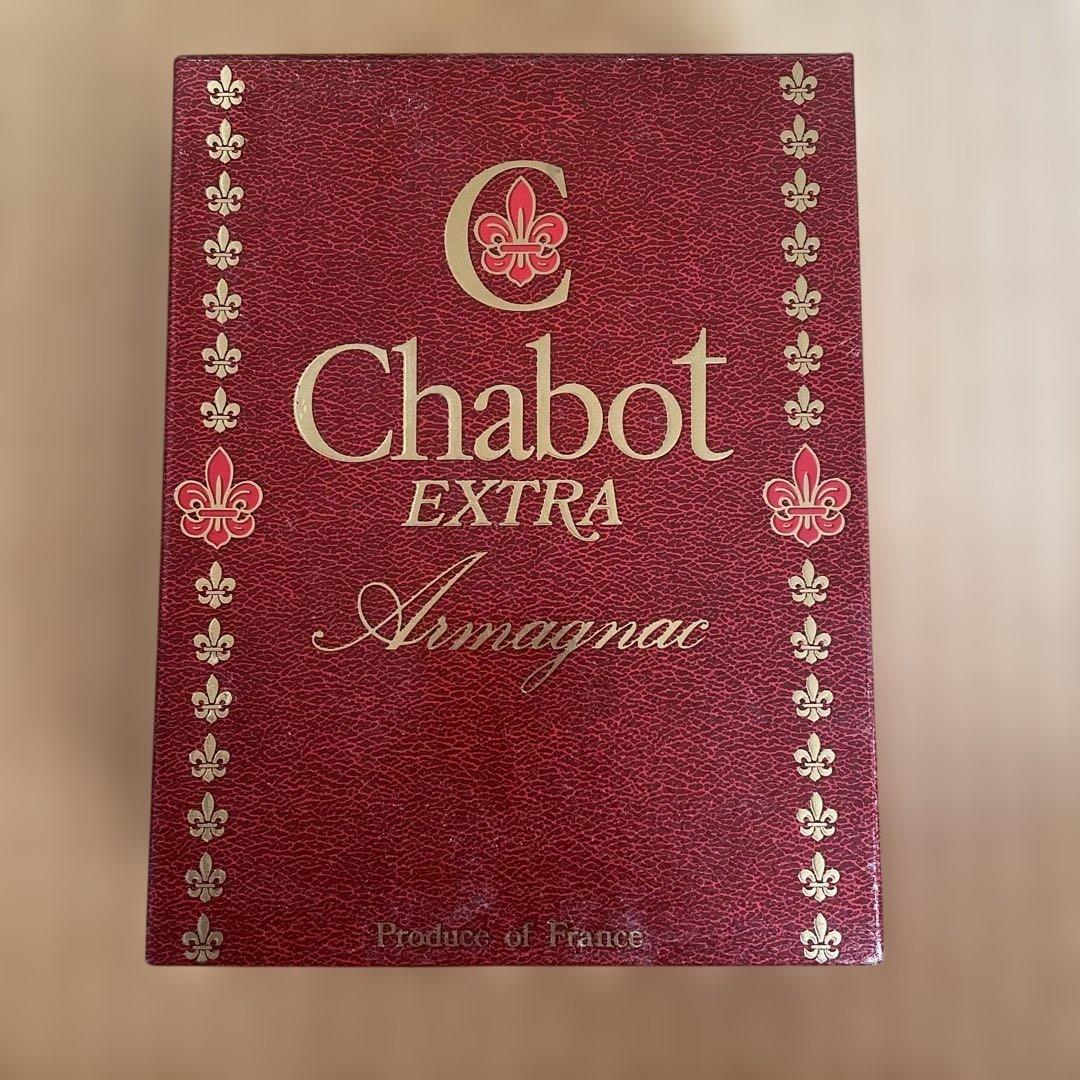 C
Chabot
EXTRA
Armagnac
Produce of France